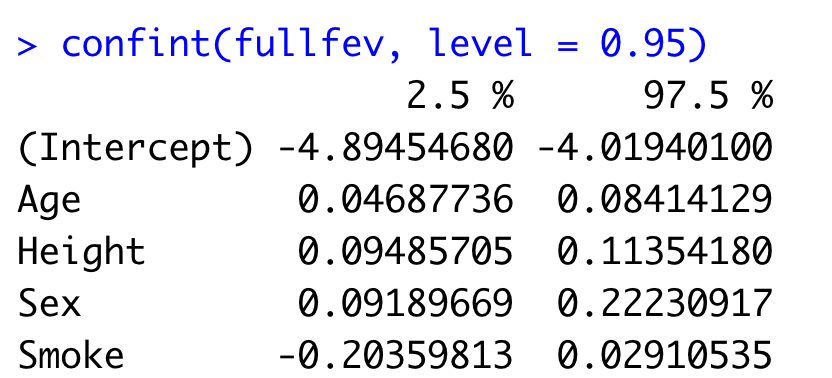 > confint(fullfev, level = 0.95)
2.5 % 97.5 %
(Intercept) -4.89454680 -4.01940100
Age 0.04687736 0.08414129
Height 0.09485705 0.11354180
Sex 0.09189669 0.22230917
Smoke -0.20359813 0.02910535